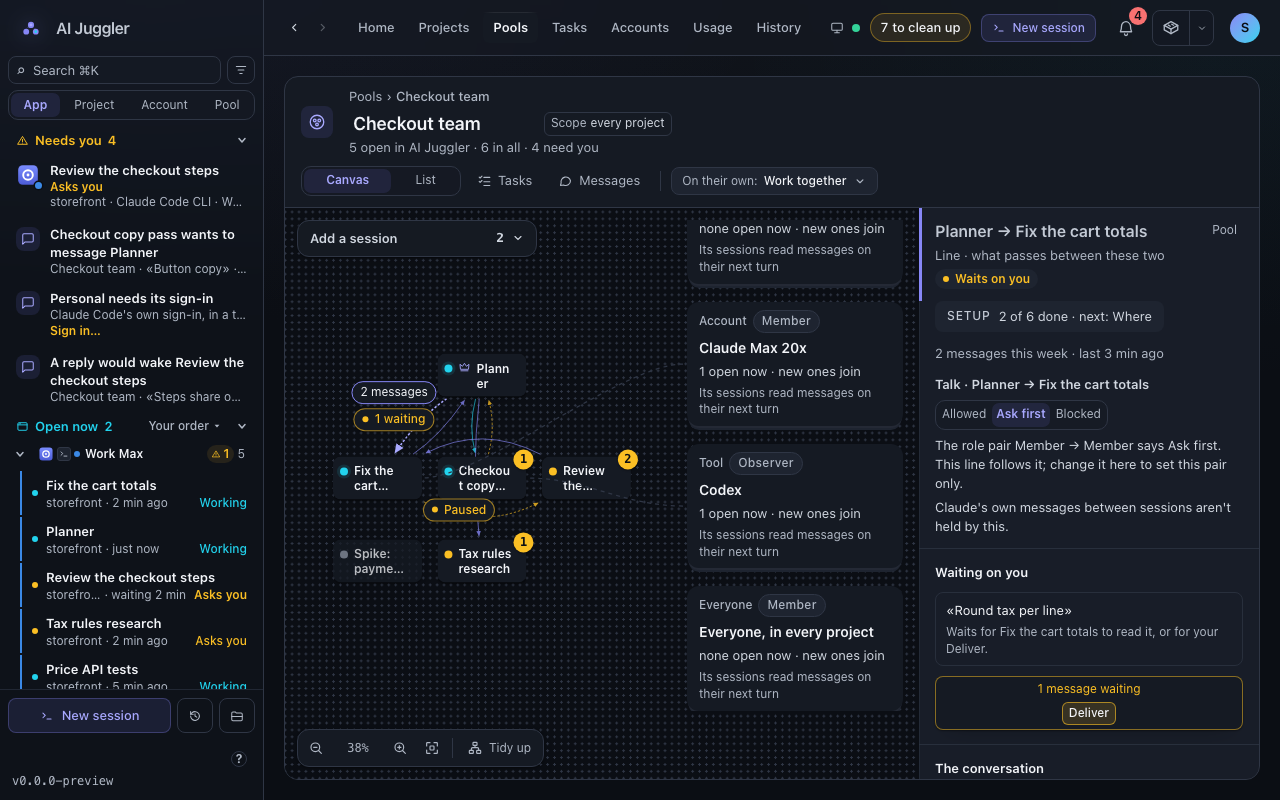 AI Juggler
Search ⌘K
App
Project
Account
Pool
Needs you 4
Review the checkout steps
Asks you
storefront · Claude Code CLI · W...
Checkout copy pass wants to
message Planner
Checkout team · «Button copy» ·...
Personal needs its sign-in
Claude Code's own sign-in, in a t...
Sign in...
A reply would wake Review the
checkout steps
Checkout team · «Steps share o...
Open now 2
Your order
Work Max
1
5
Fix the cart totals
storefront · 2 min ago
Working
Planner
storefront · just now
Working
Review the checkout steps
storefro... · waiting 2 min
Asks you
Tax rules research
storefront · 2 min ago
Asks you
Price API tests
storefront · 5 min ago
Working
New session
?
v0.0.0-preview
Home
Projects
Pools
Tasks
Accounts
Usage
History
7 to clean up
New session
4
S
Pools › Checkout team
Checkout team
Scope every project
5 open in AI Juggler · 6 in all · 4 need you
Canvas
List
Tasks
Messages
On their own: Work together
Add a session
2
Plann
er
2 messages
1 waiting
Fix the
cart...
1
Checkou
t copy...
2
Review
the...
Paused
Spike:
payme...
1
Tax rules
research
none open now · new ones join
Its sessions read messages on
their next turn
Account
Member
Claude Max 20x
1 open now · new ones join
Its sessions read messages on
their next turn
Tool
Observer
Codex
1 open now · new ones join
Its sessions read messages on
their next turn
Everyone
Member
Everyone, in every project
none open now · new ones join
Its sessions read messages on
their next turn
38%
Tidy up
Planner → Fix the cart totals
Pool
Line · what passes between these two
Waits on you
SETUP 2 of 6 done · next: Where
2 messages this week · last 3 min ago
Talk · Planner → Fix the cart totals
Allowed
Ask first
Blocked
The role pair Member → Member says Ask first.
This line follows it; change it here to set this pair
only.
Claude's own messages between sessions aren't
held by this.
Waiting on you
«Round tax per line»
Waits for Fix the cart totals to read it, or for your
Deliver.
1 message waiting
Deliver
The conversation